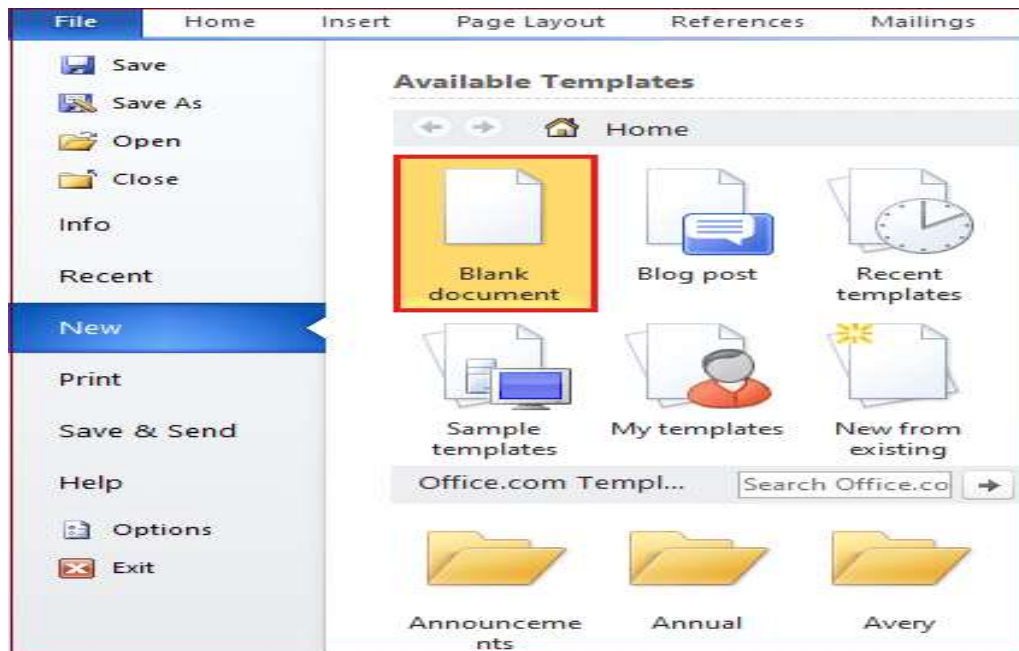 File Home Insert Page Layout References Mailings
Save
Save As
Open
Close
Info
Recent
New
Print
Save & Send
Help
Options
Exit
Available Templates
Home
Blank document
Blog post
Recent templates
Sample templates
My templates
New from existing
Office.com Templ... Search Office.co
Announceme
nts
Annual
Avery